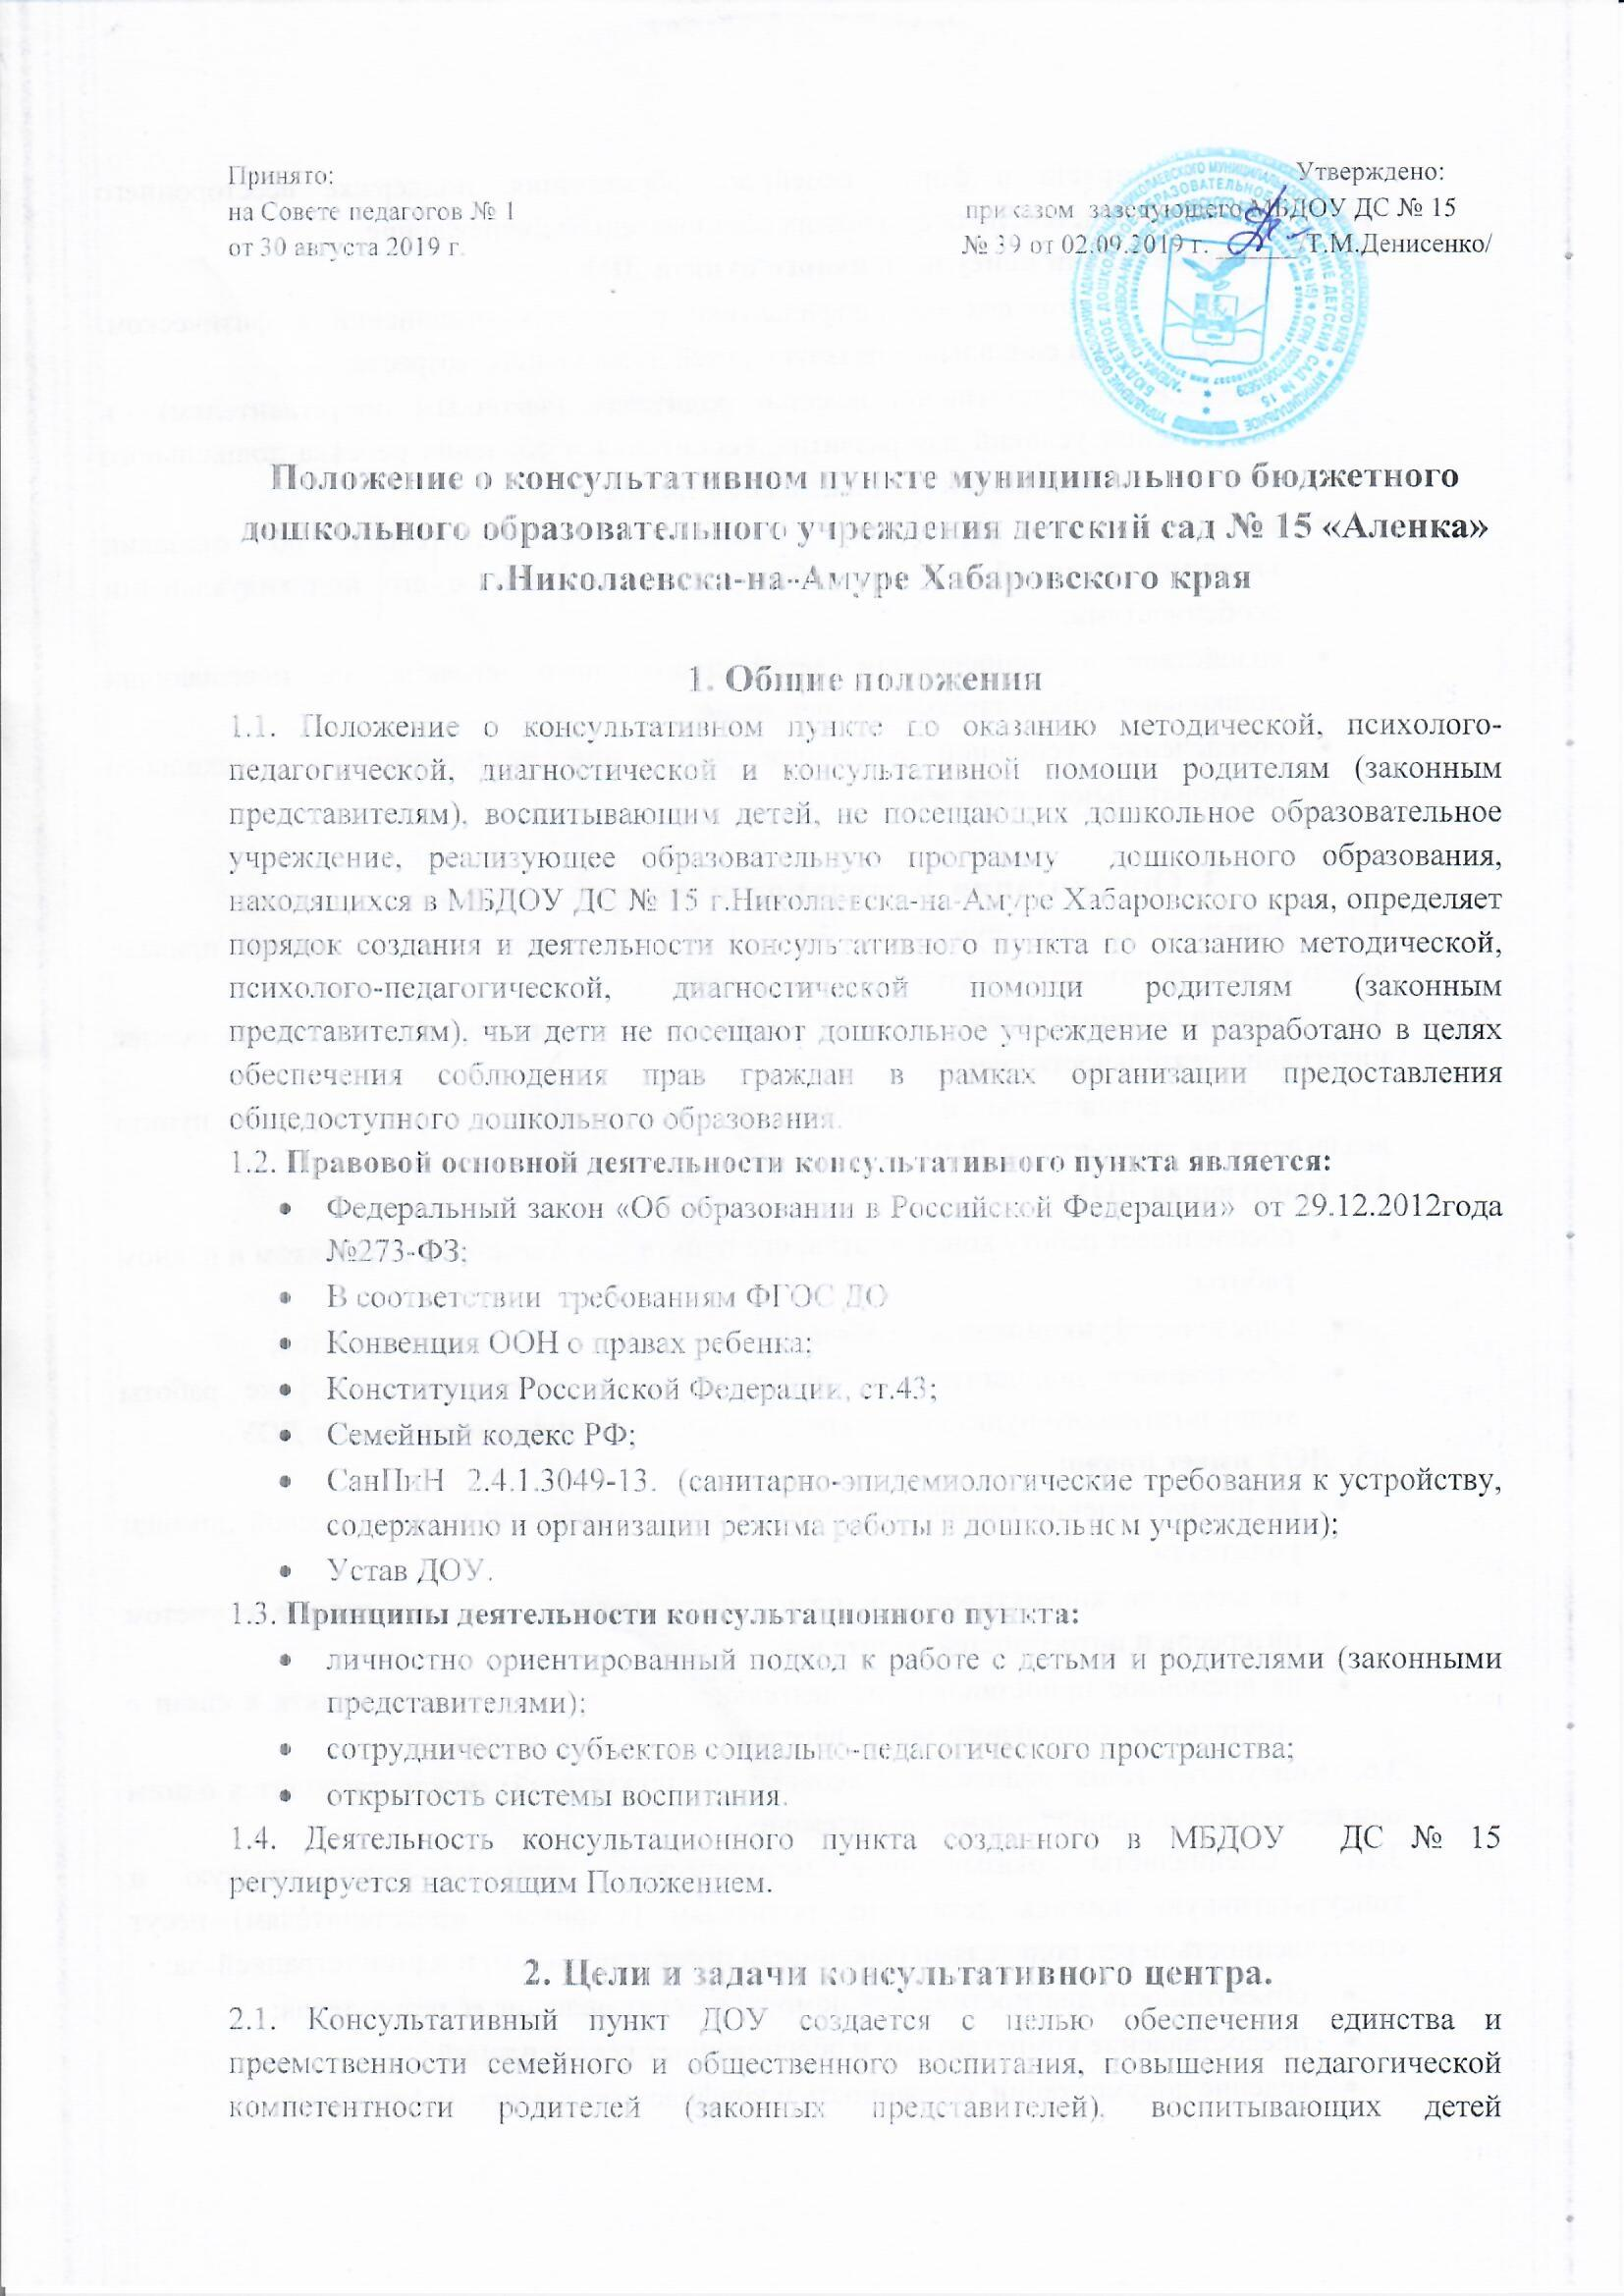 Принято:
Утверждено:
на Совете педагогов № 1
приказом заведующего МБДОУ ДС № 15
от 30 августа 2019 г.
№ 39 от 02.09.2019 г. ______ /Т.М.Денисенко/
Положение о консультативном пункте муниципального бюджетного
дошкольного образовательного учреждения детский сад № 15 «Аленка»
г.Николаевска-на-Амуре Хабаровского края
1. Общие положения
1.1. Положение о консультативном пункте по оказанию методической, психолого-
педагогической, диагностической и консультативной помощи родителям (законным
представителям), воспитывающим детей, не посещающих дошкольное образовательное
учреждение, реализующее образовательную программу дошкольного образования,
находящихся в МБДОУ ДС № 15 г.Николаевска-на-Амуре Хабаровского края, определяет
порядок создания и деятельности консультативного пункта по оказанию методической,
психолого-педагогической, диагностической помощи родителям (законным
представителям), чьи дети не посещают дошкольное учреждение и разработано в целях
обеспечения соблюдения прав граждан в рамках организации предоставления
общедоступного дошкольного образования.
1.2. Правовой основной деятельности консультативного пункта является:
• Федеральный закон «Об образовании в Российской Федерации» от 29.12.2012года
№273-ФЗ;
• В соответствии требованиям ФГОС ДО
• Конвенция ООН о правах ребенка;
• Конституция Российской Федерации, ст.43;
• Семейный кодекс РФ;
• СанПиН 2.4.1.3049-13. (санитарно-эпидемиологические требования к устройству,
содержанию и организации режима работы в дошкольном учреждении);
• Устав ДОУ.
1.3. Принципы деятельности консультационного пункта:
• личностно ориентированный подход к работе с детьми и родителями (законными
представителями);
• сотрудничество субъектов социально-педагогического пространства;
• открытость системы воспитания.
1.4. Деятельность консультационного пункта созданного в МБДОУ ДС № 15
регулируется настоящим Положением.
2. Цели и задачи консультативного центра.
2.1. Консультативный пункт ДОУ создается с целью обеспечения единства и
преемственности семейного и общественного воспитания, повышения педагогической
компетентности родителей (законных представителей), воспитывающих детей